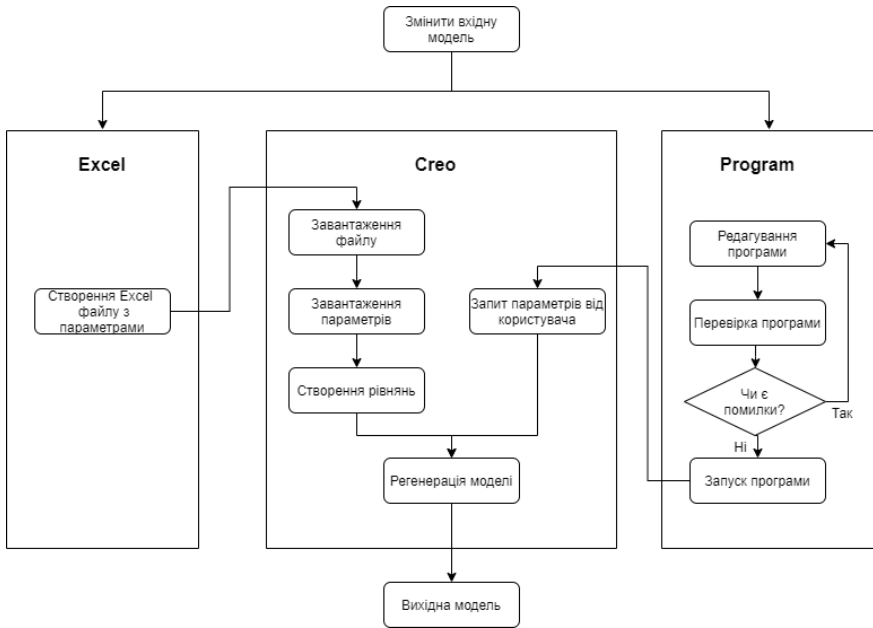 Змінити вхідну
модель
Excel
Створення Excel
файлу з
параметрами
Creo
Завантаження
файлу
Завантаження
параметрів
Створення рівнянь
Запит параметрів від
користувача
Регенерація моделі
Program
Редагування
програми
Перевірка програми
Чи є
помилки?
Так
Ні
Запуск програми
Вихідна модель